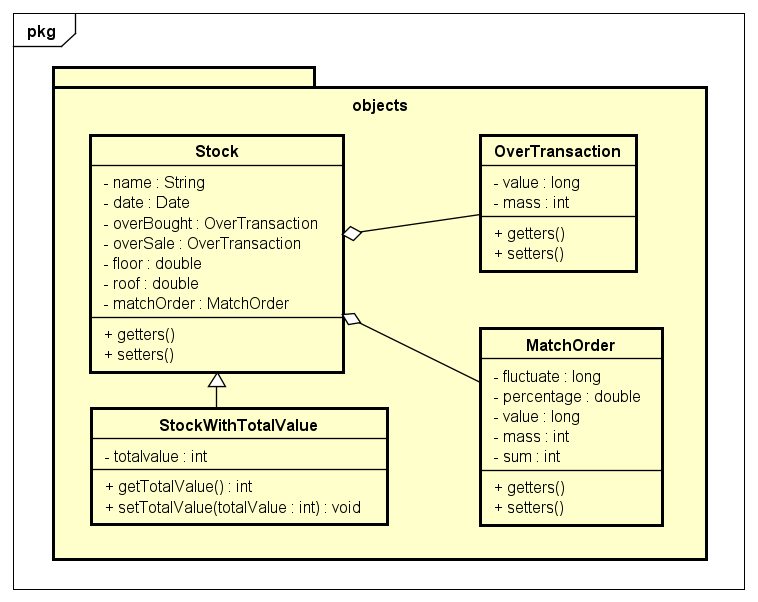 pkg
objects
Stock
- name : String
- date : Date
- overBought : OverTransaction
- overSale : OverTransaction
- floor : double
- roof : double
- matchOrder : MatchOrder
+ getters()
+ setters()
OverTransaction
- value : long
- mass : int
+ getters()
+ setters()
StockWithTotalValue
- totalvalue : int
+ getTotalValue() : int
+ setTotalValue(totalValue : int) : void
MatchOrder
- fluctuate : long
- percentage : double
- value : long
- mass : int
- sum : int
+ getters()
+ setters()